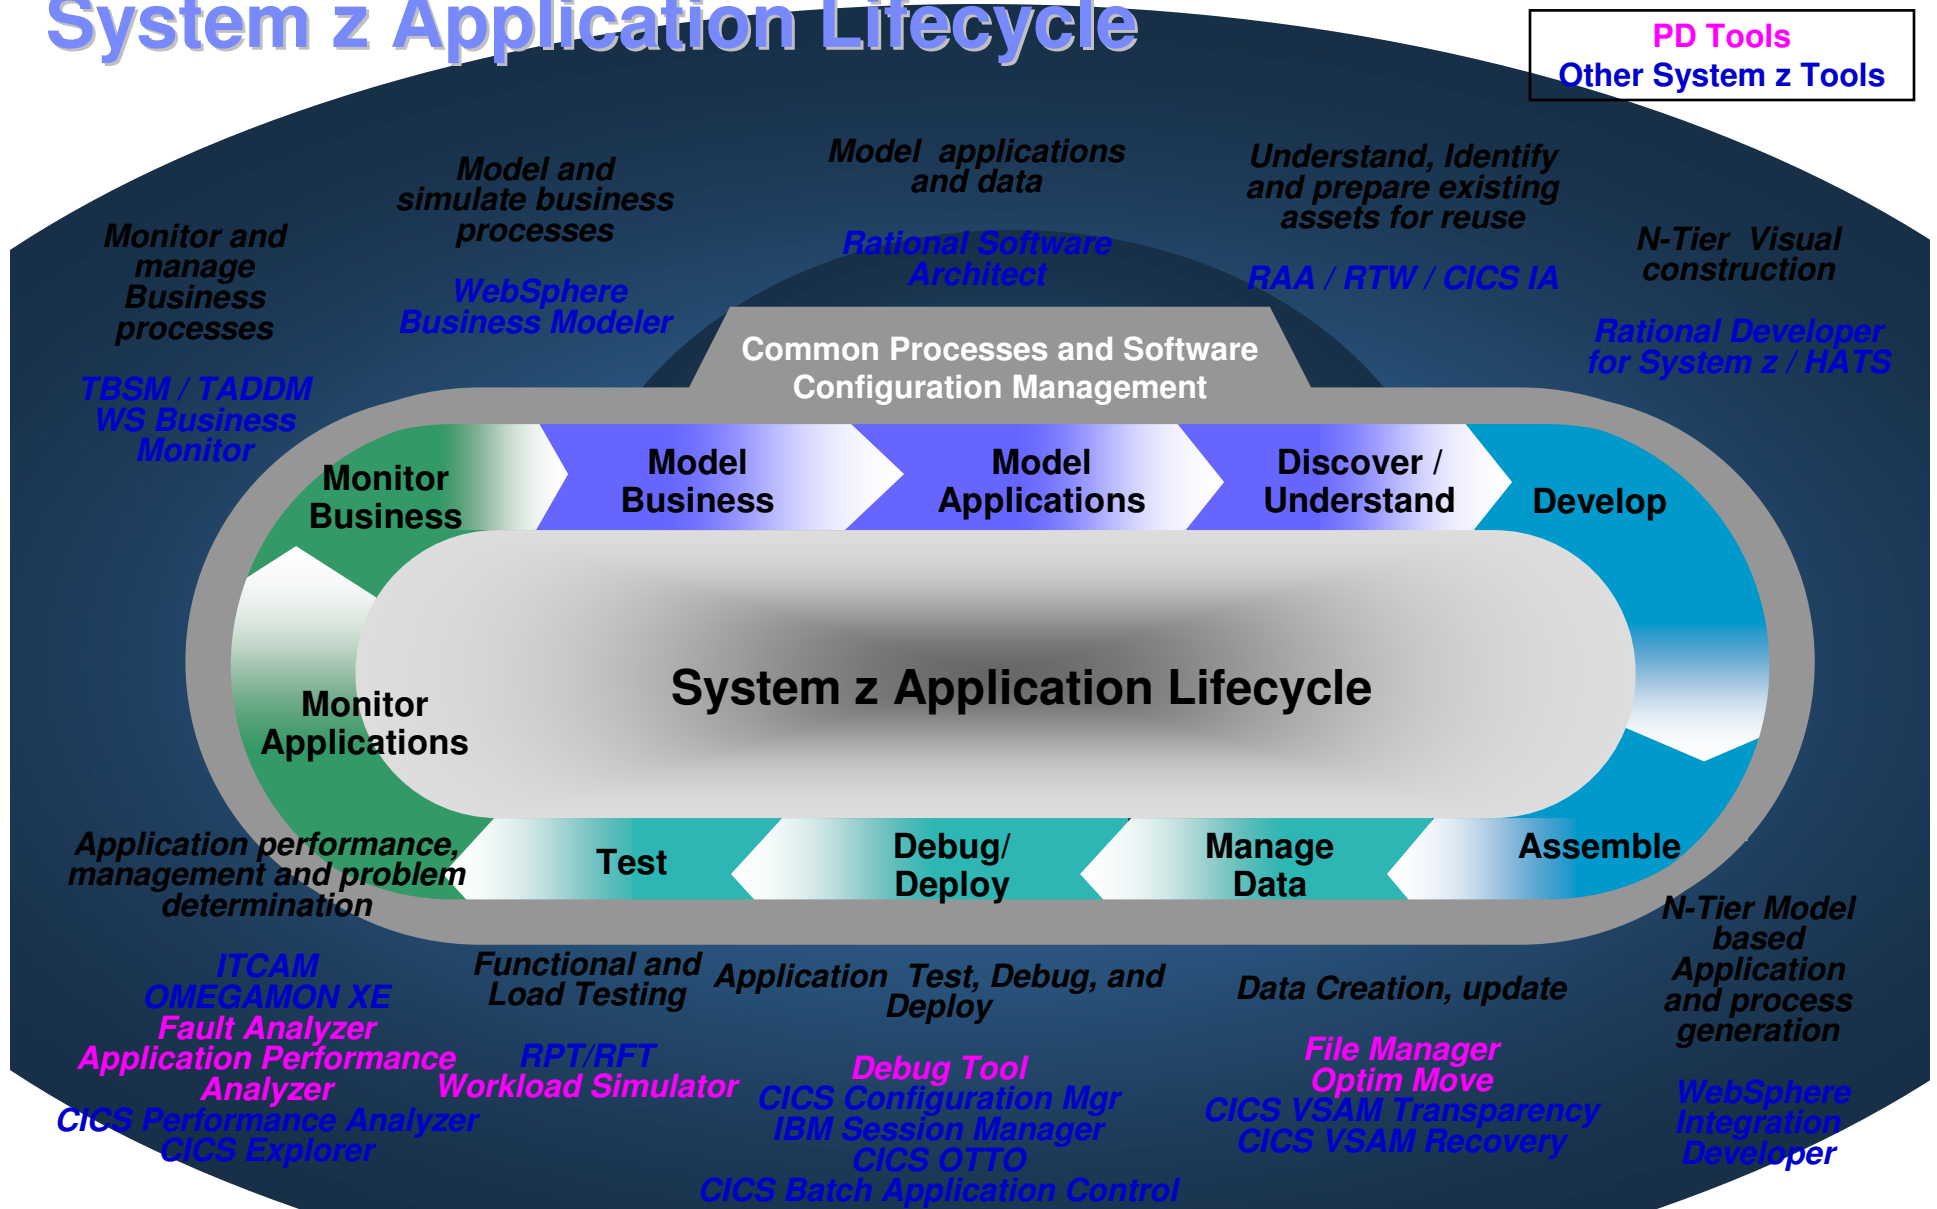 System z Application Lifecycle
PD Tools
Other System z Tools
Monitor and
manage
Business
processes
TBSM / TADDM
WS Business
Monitor
Model and
simulate business
processes
WebSphere
Business Modeler
Model applications
and data
Rational Software
Architect
Understand, Identify
and prepare existing
assets for reuse
RAA / RTW / CICS IA
N-Tier Visual
construction
Rational Developer
for System z / HATS
Common Processes and Software
Configuration Management
Monitor
Business
Model
Business
Model
Applications
Discover /
Understand
Develop
System z Application Lifecycle
Monitor
Applications
Test
Debug/
Deploy
Manage
Data
Assemble
Application performance,
management and problem
determination
ITCAM
OMEGAMON XE
Fault Analyzer
Application Performance
Analyzer
CICS Performance Analyzer
CICS Explorer
Functional and
Load Testing
RPT/RFT
Workload Simulator
Application Test, Debug, and
Deploy
Debug Tool
CICS Configuration Mgr
IBM Session Manager
CICS OTTO
CICS Batch Application Control
Data Creation, update
File Manager
Optim Move
CICS VSAM Transparency
CICS VSAM Recovery
N-Tier Model
based
Application
and process
generation
WebSphere
Integration
Developer